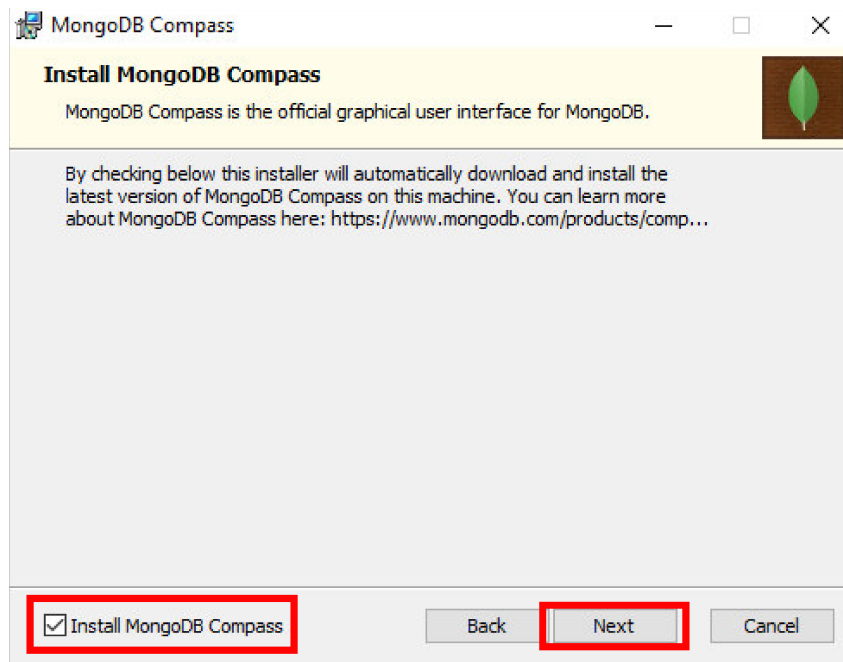 MongoDB Compass
Install MongoDB Compass
MongoDB Compass is the official graphical user interface for MongoDB.
By checking below this installer will automatically download and install the
latest version of MongoDB Compass on this machine. You can learn more
about MongoDB Compass here: https://www.mongodb.com/products/comp...
Install MongoDB Compass Back Next Cancel